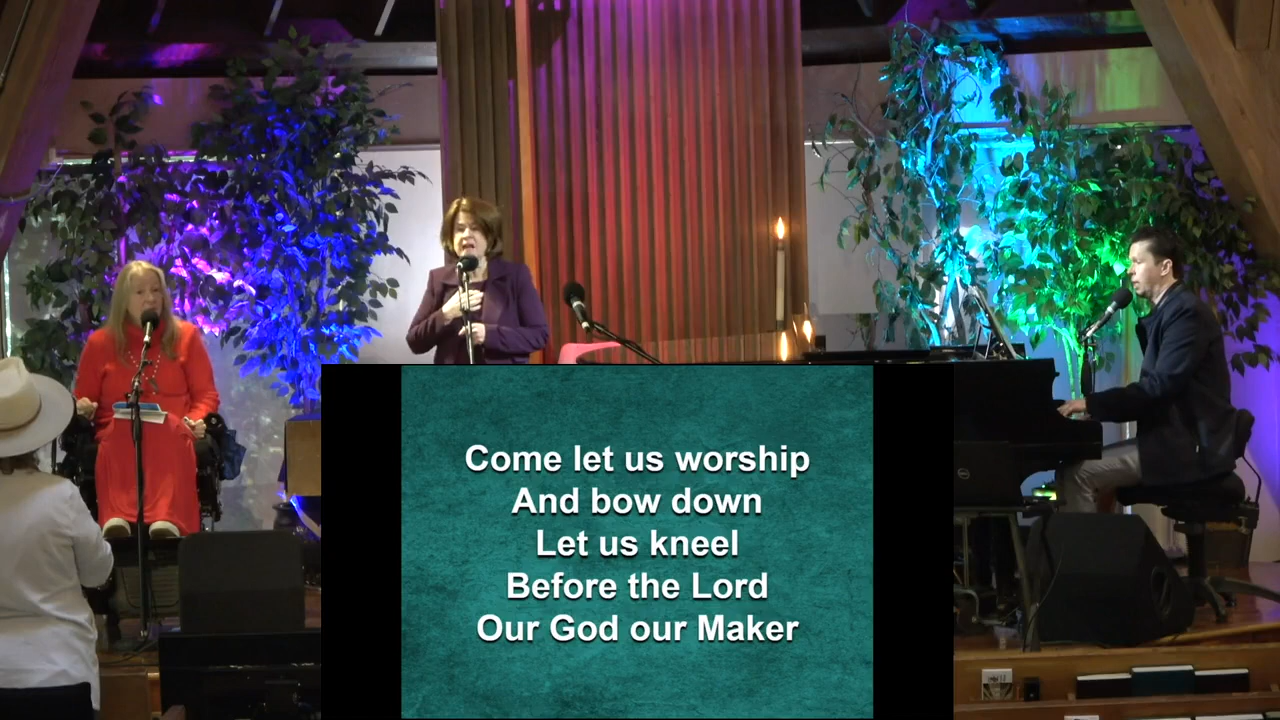 Come let us worship
And bow down
Let us kneel
Before the Lord
Our God our Maker